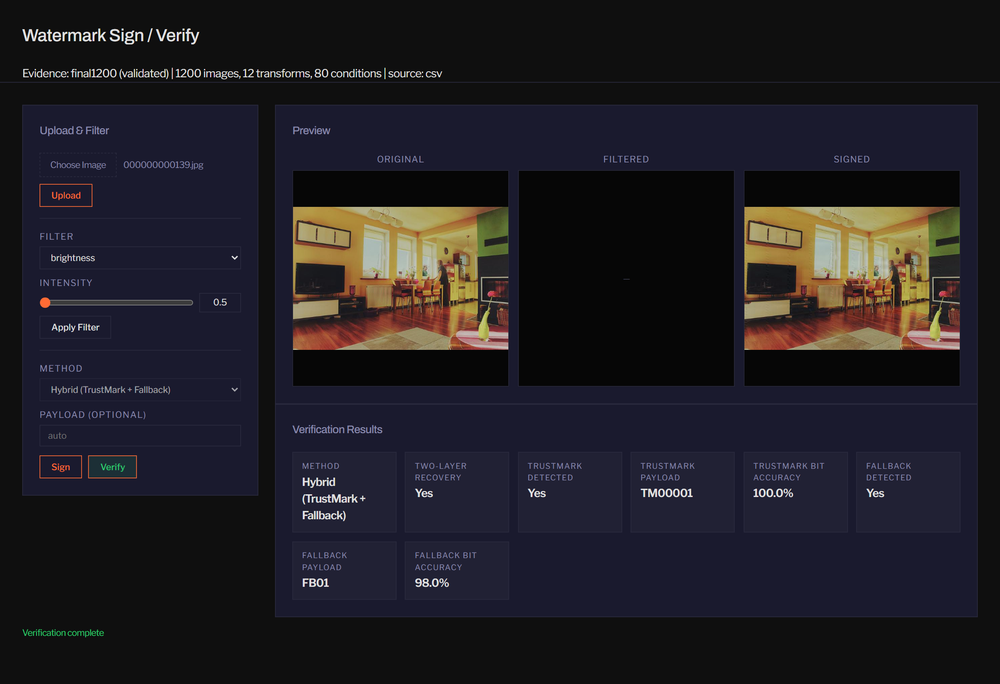 Watermark Sign / Verify
Evidence: final1200 (validated) | 1200 images, 12 transforms, 80 conditions | source: csv
Upload & Filter
Choose Image 000000000139.jpg
Upload
FILTER
brightness
INTENSITY
0.5
Apply Filter
METHOD
Hybrid (TrustMark + Fallback)
PAYLOAD (OPTIONAL)
auto
Sign Verify
Preview
ORIGINAL FILTERED SIGNED
—
Verification Results
METHOD
Hybrid
(TrustMark +
Fallback)
TWO-LAYER
RECOVERY
Yes
TRUSTMARK
DETECTED
Yes
TRUSTMARK
PAYLOAD
TM00001
TRUSTMARK BIT
ACCURACY
100.0%
FALLBACK
DETECTED
Yes
FALLBACK
PAYLOAD
FB01
FALLBACK BIT
ACCURACY
98.0%
Verification complete